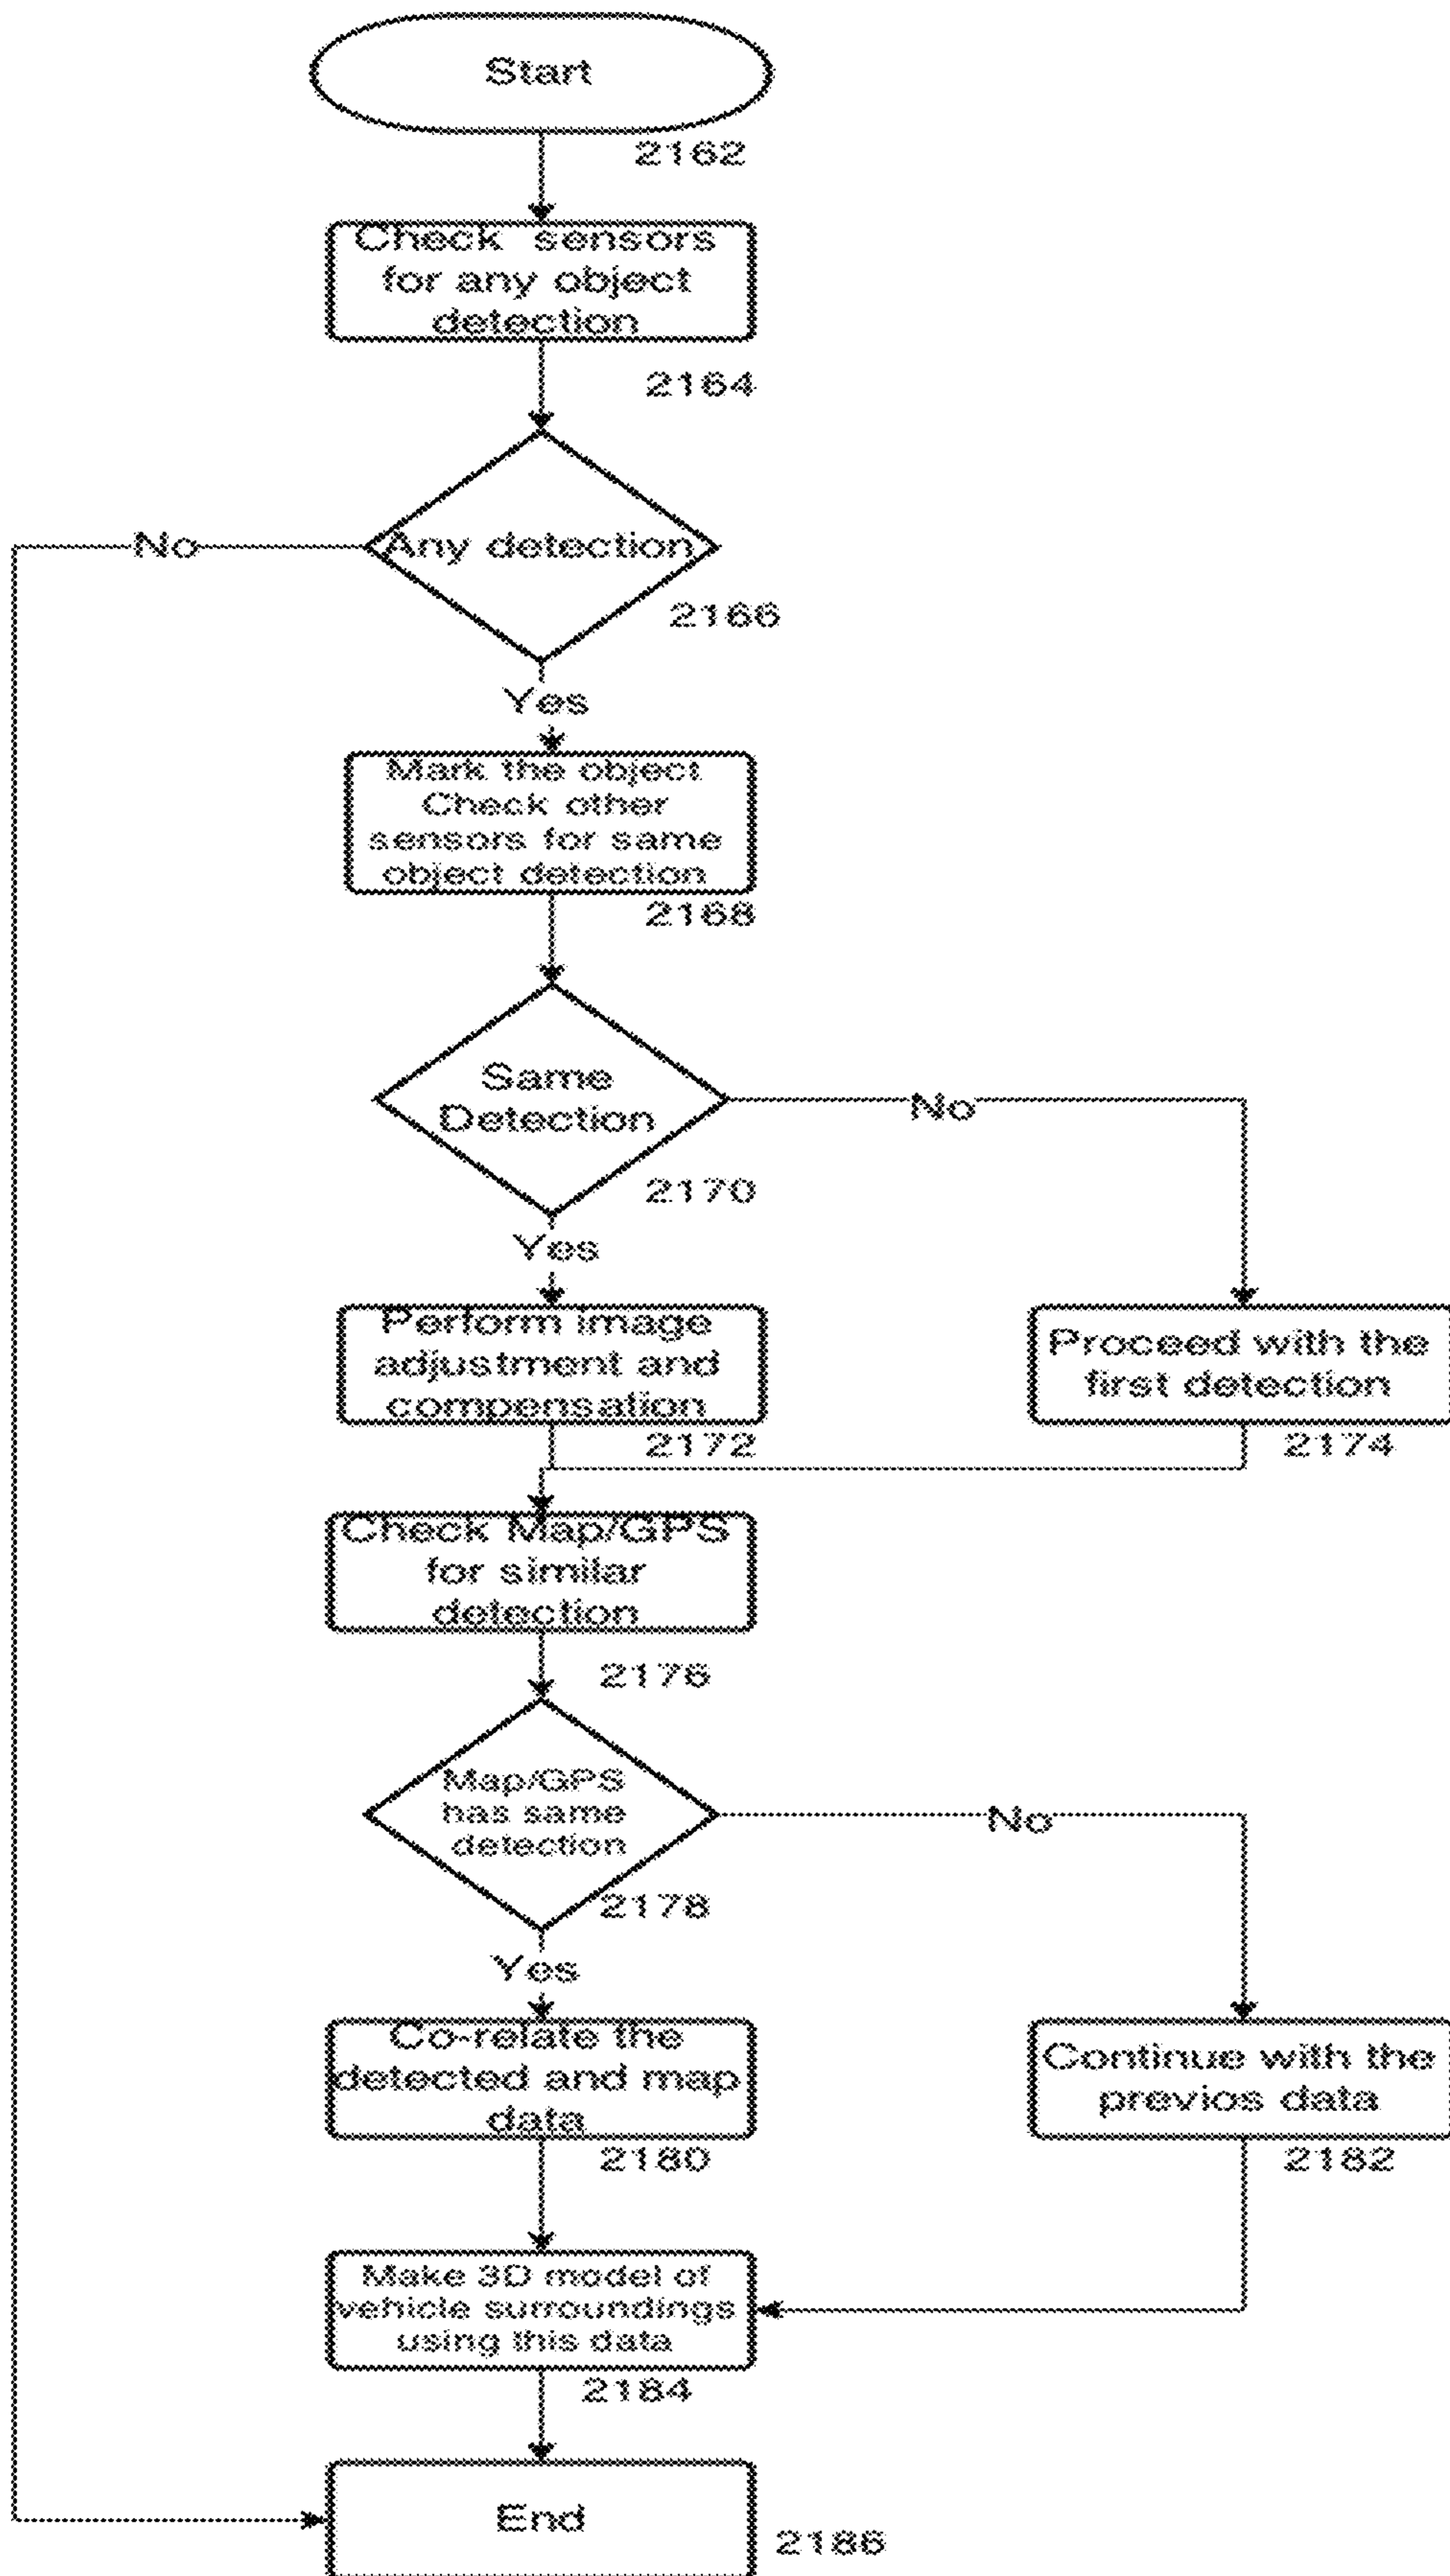 Start
2162
Check sensors
for any object
detection
2164
No
Any detection
2166
Yes
Mark the object
Check other
sensors for same
object detection
2168
Same
Detection
No
2170
Yes
Perform image
adjustment and
compensation
2172
Proceed with the
first detection
2174
Check Map/GPS
for similar
detection
2176
Map/GPS
has same
detection
No
2178
Yes
Co-relate the
detected and map
data
2180
Continue with the
previos data
2182
Make 3D model of
vehicle surroundings
using this data
2184
End
2186